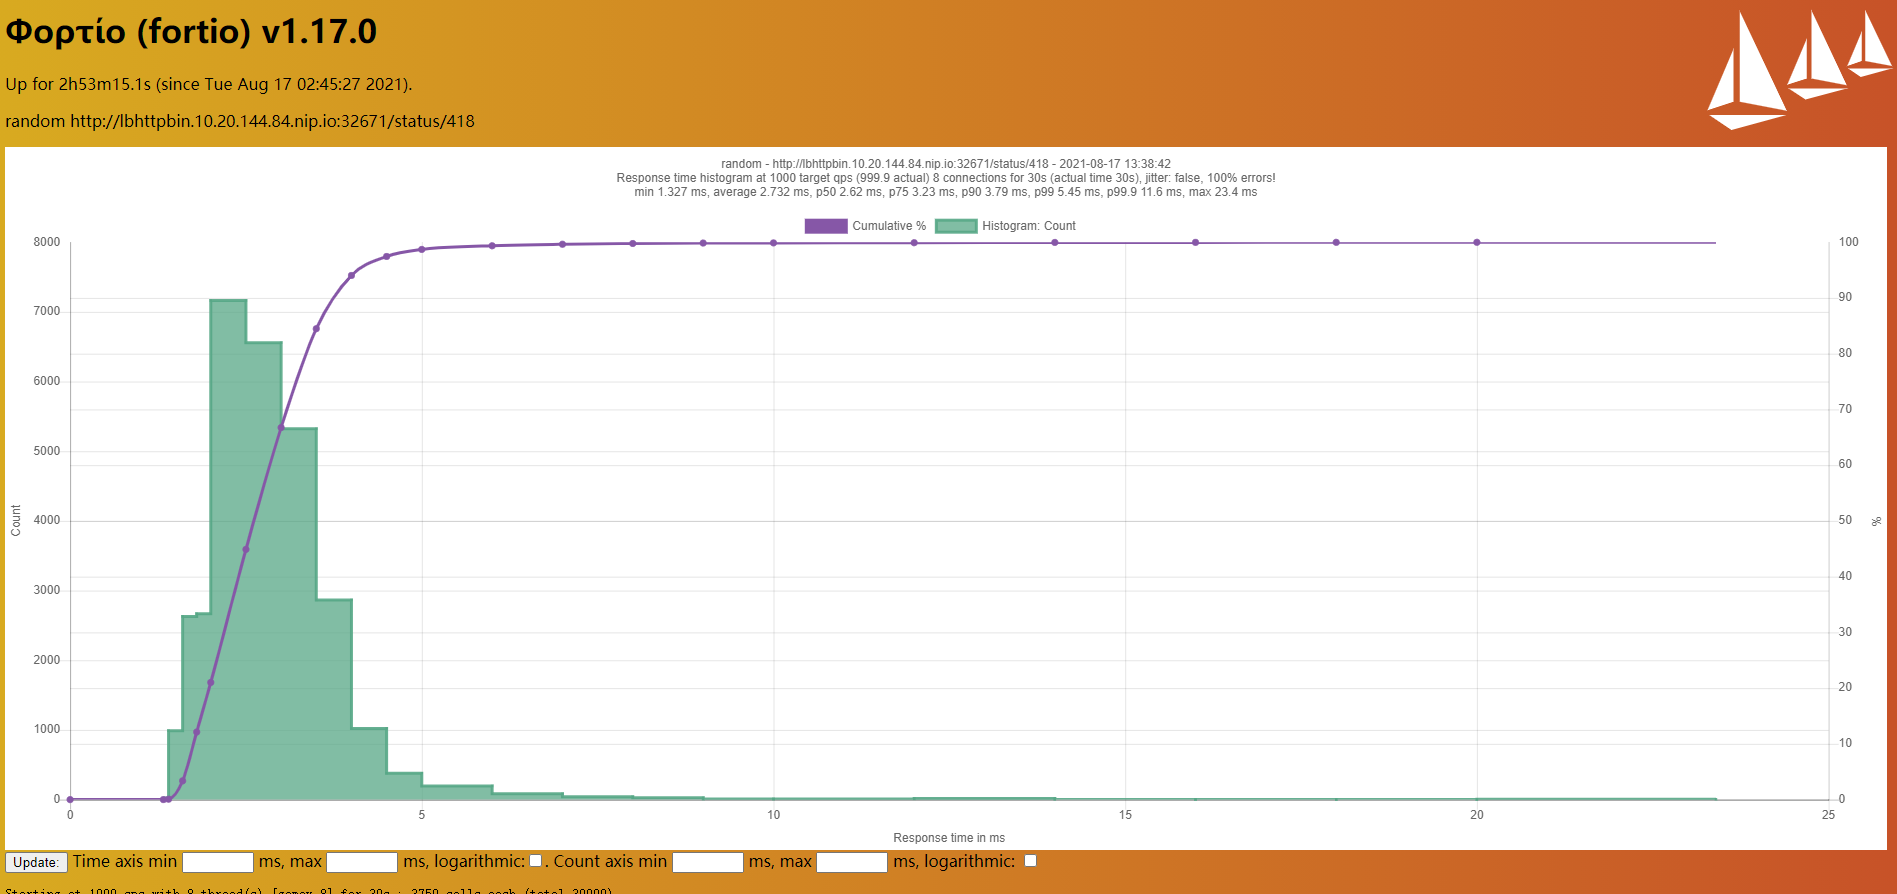 Φορτίο (fortio) v1.17.0
Up for 2h53m15.1s (since Tue Aug 17 02:45:27 2021).
random http://lbhttpbin.10.20.144.84.nip.io:32671/status/418
random - http://lbhttpbin.10.20.144.84.nip.io:32671/status/418 - 2021-08-17 13:38:42
Response time histogram at 1000 target qps (999.9 actual) 8 connections for 30s (actual time 30s), jitter: false, 100% errors!
min 1.327 ms, average 2.732 ms, p50 2.62 ms, p75 3.23 ms, p90 3.79 ms, p99 5.45 ms, p99.9 11.6 ms, max 23.4 ms
Cumulative % Histogram: Count
8000
7000
6000
5000
4000
3000
2000
1000
0
Count
100
90
80
70
60
50
40
30
20
10
0
%
0 5 10 15 20 25
Response time in ms
Update: Time axis min ms, max ms, logarithmic: . Count axis min ms, max ms, logarithmic:
Starting at 1000 qps with 8 thread(s) [gomax 8] for 30s : 3750 calls each (total 30000)